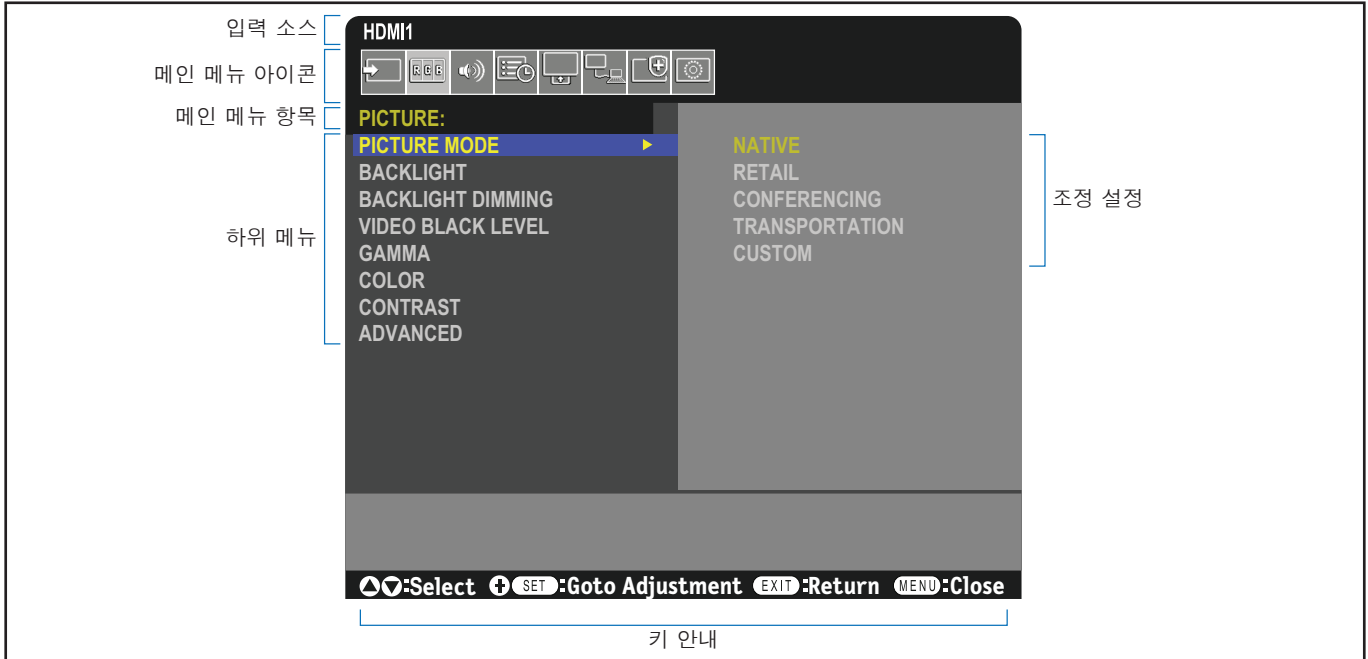 입력 소스
HDMI1
메인 메뉴 아이콘
RGB
메인 메뉴 항목
PICTURE:
하위 메뉴
PICTURE MODE
BACKLIGHT
BACKLIGHT DIMMING
VIDEO BLACK LEVEL
GAMMA
COLOR
CONTRAST
ADVANCED
NATIVE
RETAIL
CONFERENCING
TRANSPORTATION
CUSTOM
조정 설정
:Select SET:Goto Adjustment EXIT:Return MENU:Close
키 안내